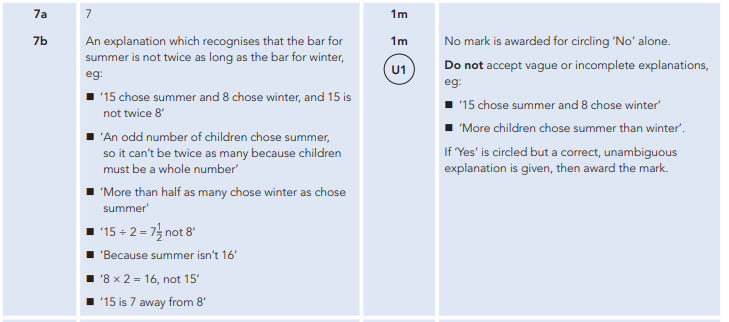 7a 7 1m
7b An explanation which recognises that the bar for 1m No mark is awarded for circling ‘No’ alone.
summer is not twice as long as the bar for winter,
eg:
■ ‘15 chose summer and 8 chose winter, and 15 is
not twice 8’
■ ‘An odd number of children chose summer,
so it can’t be twice as many because children
must be a whole number’
■ ‘More than half as many chose winter as chose
summer'
■ ‘15 ÷ 2 = 7½ not 8’
■ ‘Because summer isn’t 16’
■ ‘8 × 2 = 16, not 15’
■ ‘15 is 7 away from 8’
U1
Do not accept vague or incomplete explanations,
eg:
■ ‘15 chose summer and 8 chose winter’
■ ‘More children chose summer than winter’.
If ‘Yes’ is circled but a correct, unambiguous
explanation is given, then award the mark.